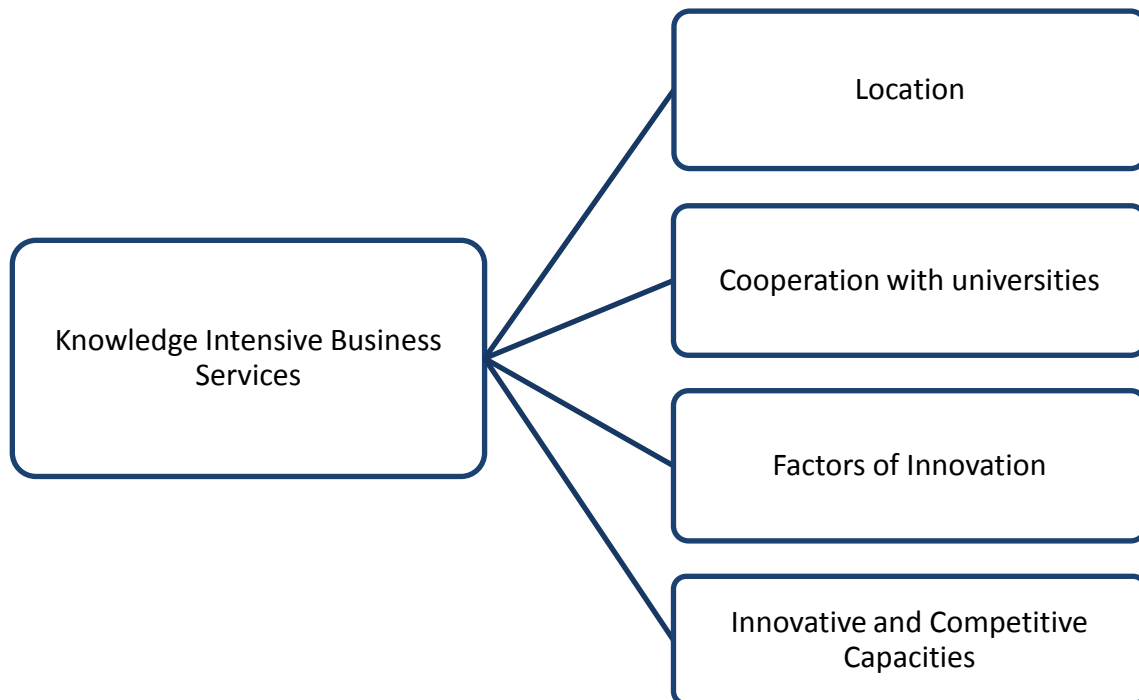 Location
Cooperation with universities
Knowledge Intensive Business
Services
Factors of Innovation
Innovative and Competitive
Capacities